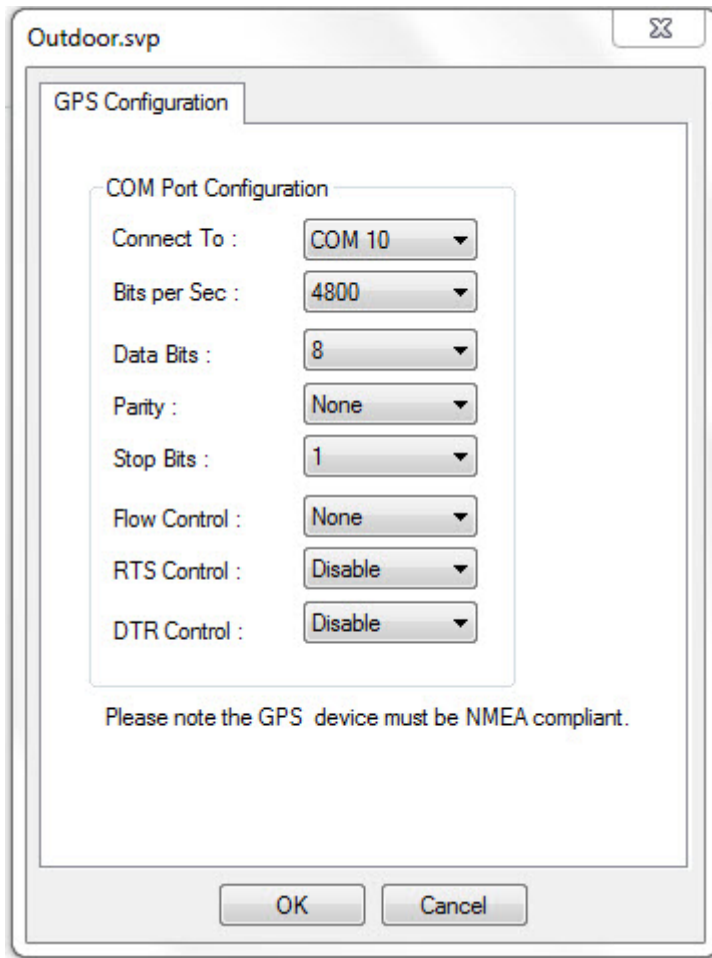 Outdoor.svp
GPS Configuration
COM Port Configuration
Connect To : COM 10
Bits per Sec : 4800
Data Bits : 8
Parity : None
Stop Bits : 1
Flow Control : None
RTS Control : Disable
DTR Control : Disable
Please note the GPS device must be NMEA compliant.
OK Cancel